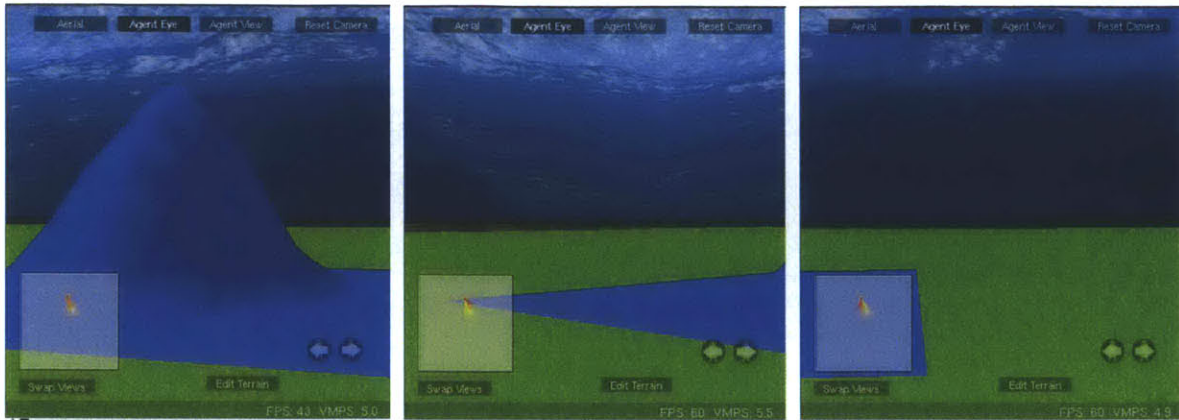 Aerial Agent Eye Agent View Reset Camera
Swap Views Edit Terrain
FPS: 43 VMPS: 5.0
Aerial Agent Eye Agent View Reset Camera
Swap Views Edit Terrain
FPS: 60 VMPS: 5.5
Aerial Agent Eye Agent View Reset Camera
Swap Views Edit Terrain
FPS: 60 VMPS: 4.9